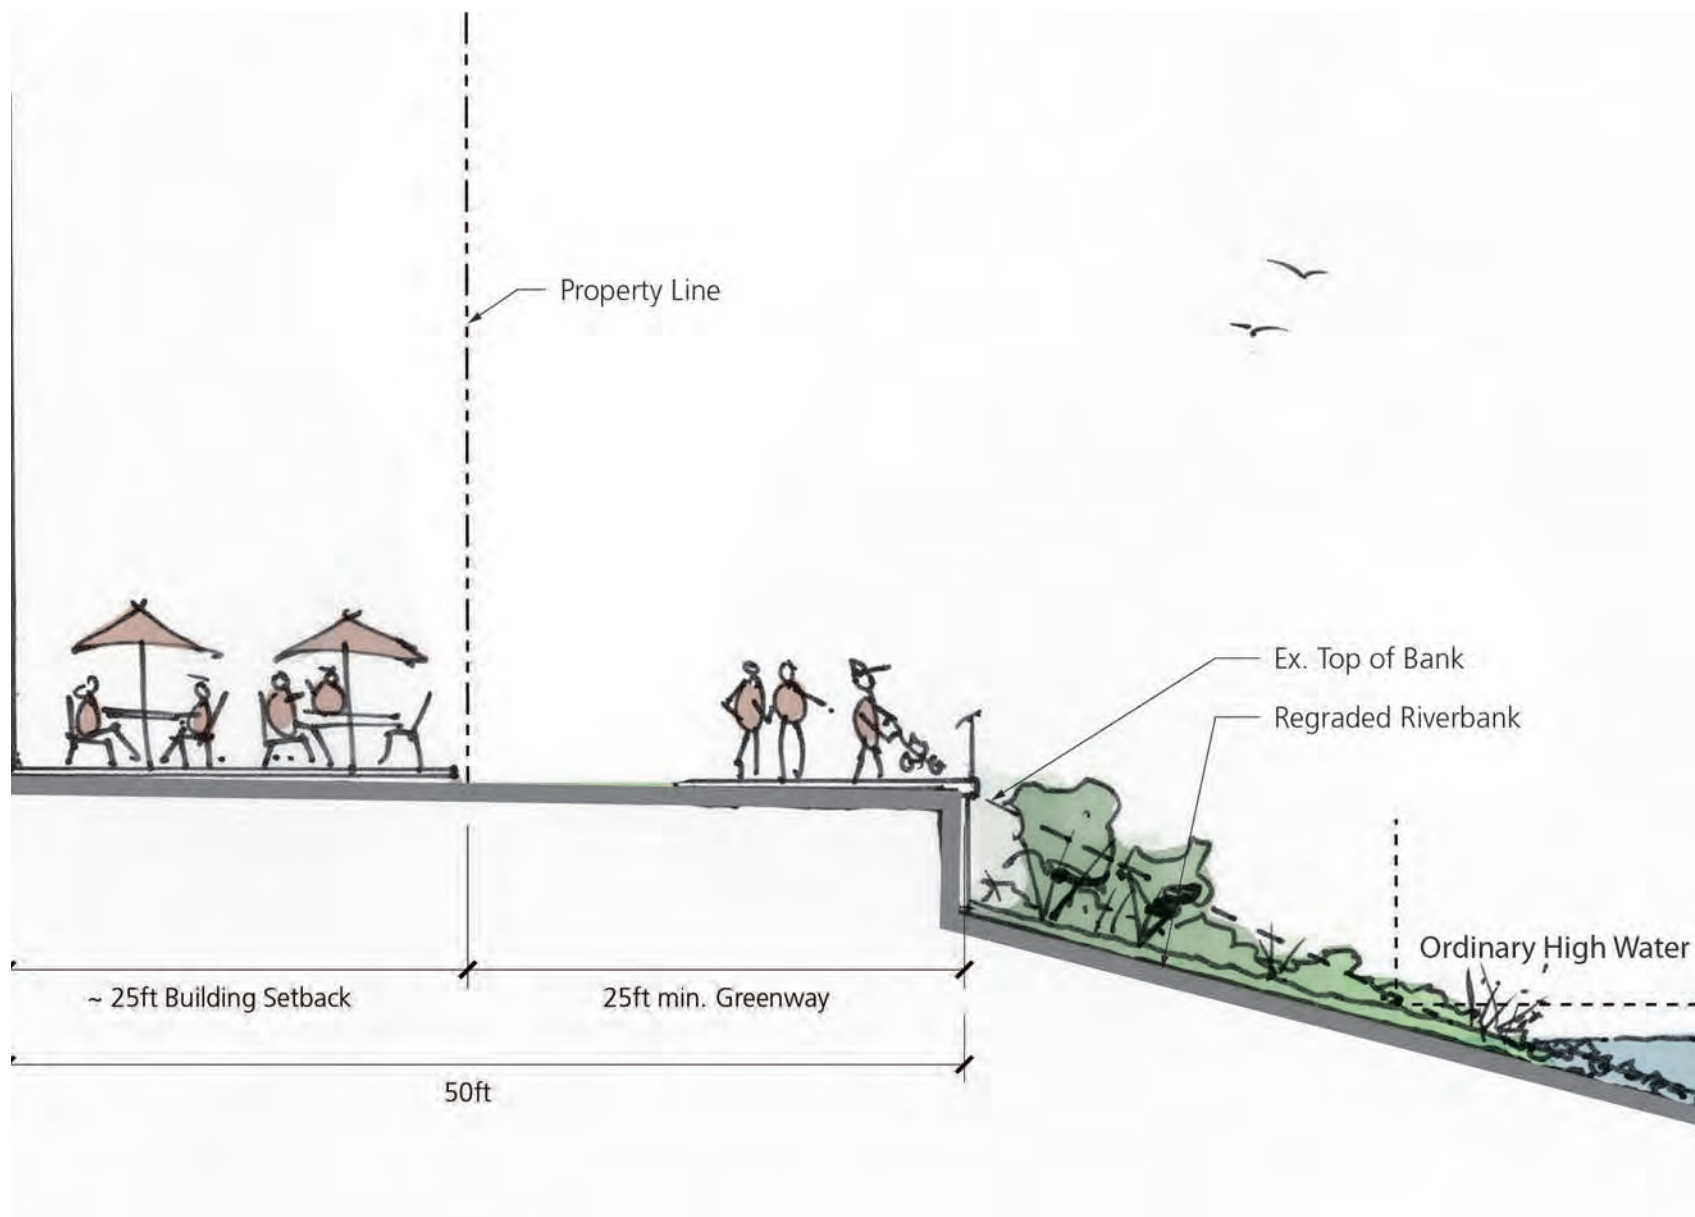 Property Line
Ex. Top of Bank
Regraded Riverbank
Ordinary High Water
~ 25ft Building Setback
25ft min. Greenway
50ft